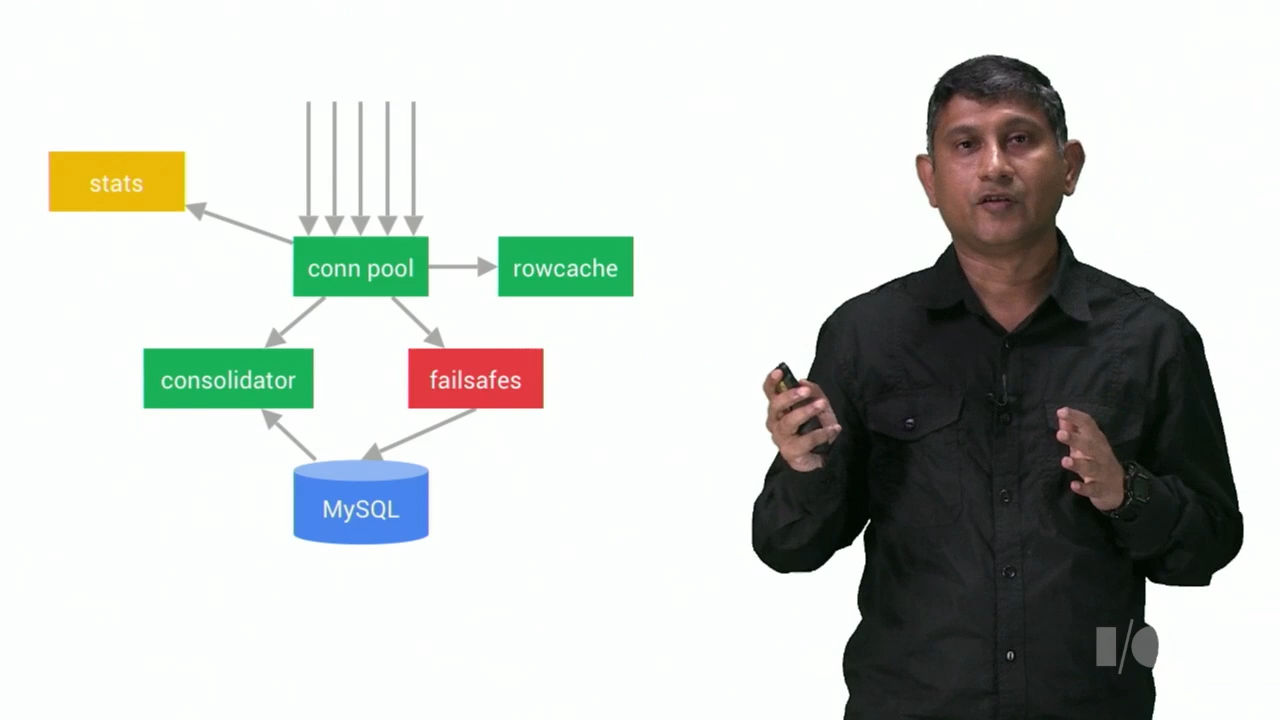 stats
conn pool
rowcache
consolidator
failsafes
MySQL
I/O